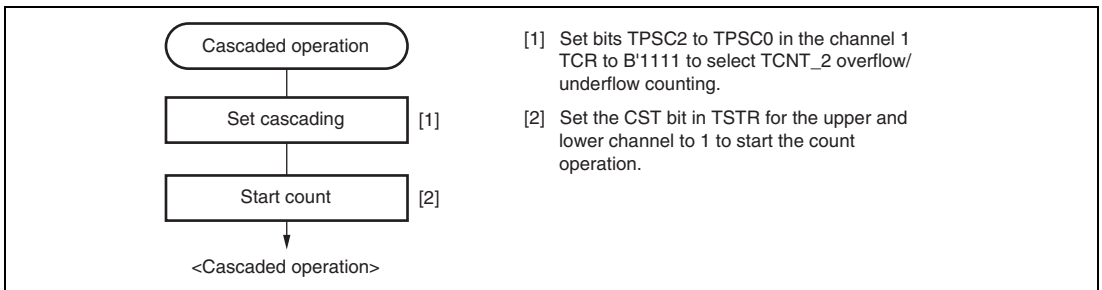 Cascaded operation
Set cascading
[1]
Start count
[2]
<Cascaded operation>
[1] Set bits TPSC2 to TPSC0 in the channel 1
TCR to B'1111 to select TCNT_2 overflow/
underflow counting.
[2] Set the CST bit in TSTR for the upper and
lower channel to 1 to start the count
operation.